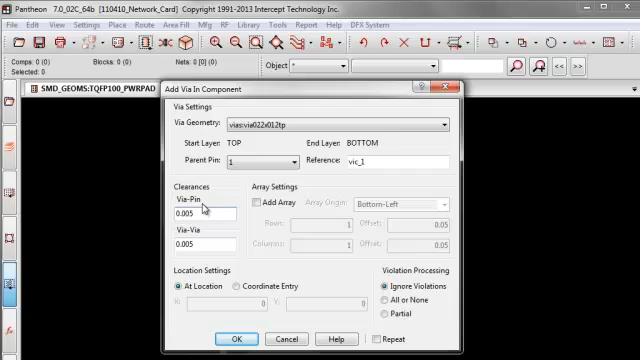 Pantheon 7.0_02C_64b [110410_Network_Card] Copyright 1991-2013 Intercept Technology Inc.
File Edit View Add Blocks Place Route Area Fill Mfg RF Library Tools Report DFX System Help
Comps: 0 (0) Places: 0 (0) Nets: 0 [0] (0) Object *
Selected: 0
<< >>
SMD_GEOMS:TQFP100_PWRPAD
Add Via In Component
Via Settings
Via Geometry: vias:via022x012tp
Start Layer: TOP End Layer: BOTTOM
Parent Pin: 1 Reference: vic_1
Clearances Array Settings
Via-Pin Add Array Array Origin: Bottom-Left
0.005 Rows: 1 Offset: 0.05
Via-Via
0.005 Columns: 1 Offset: 0.05
Location Settings Violation Processing
At Location Coordinate Entry Ignore Violations
X: 0 Y: 0 All or None
Partial
OK Cancel Help Repeat